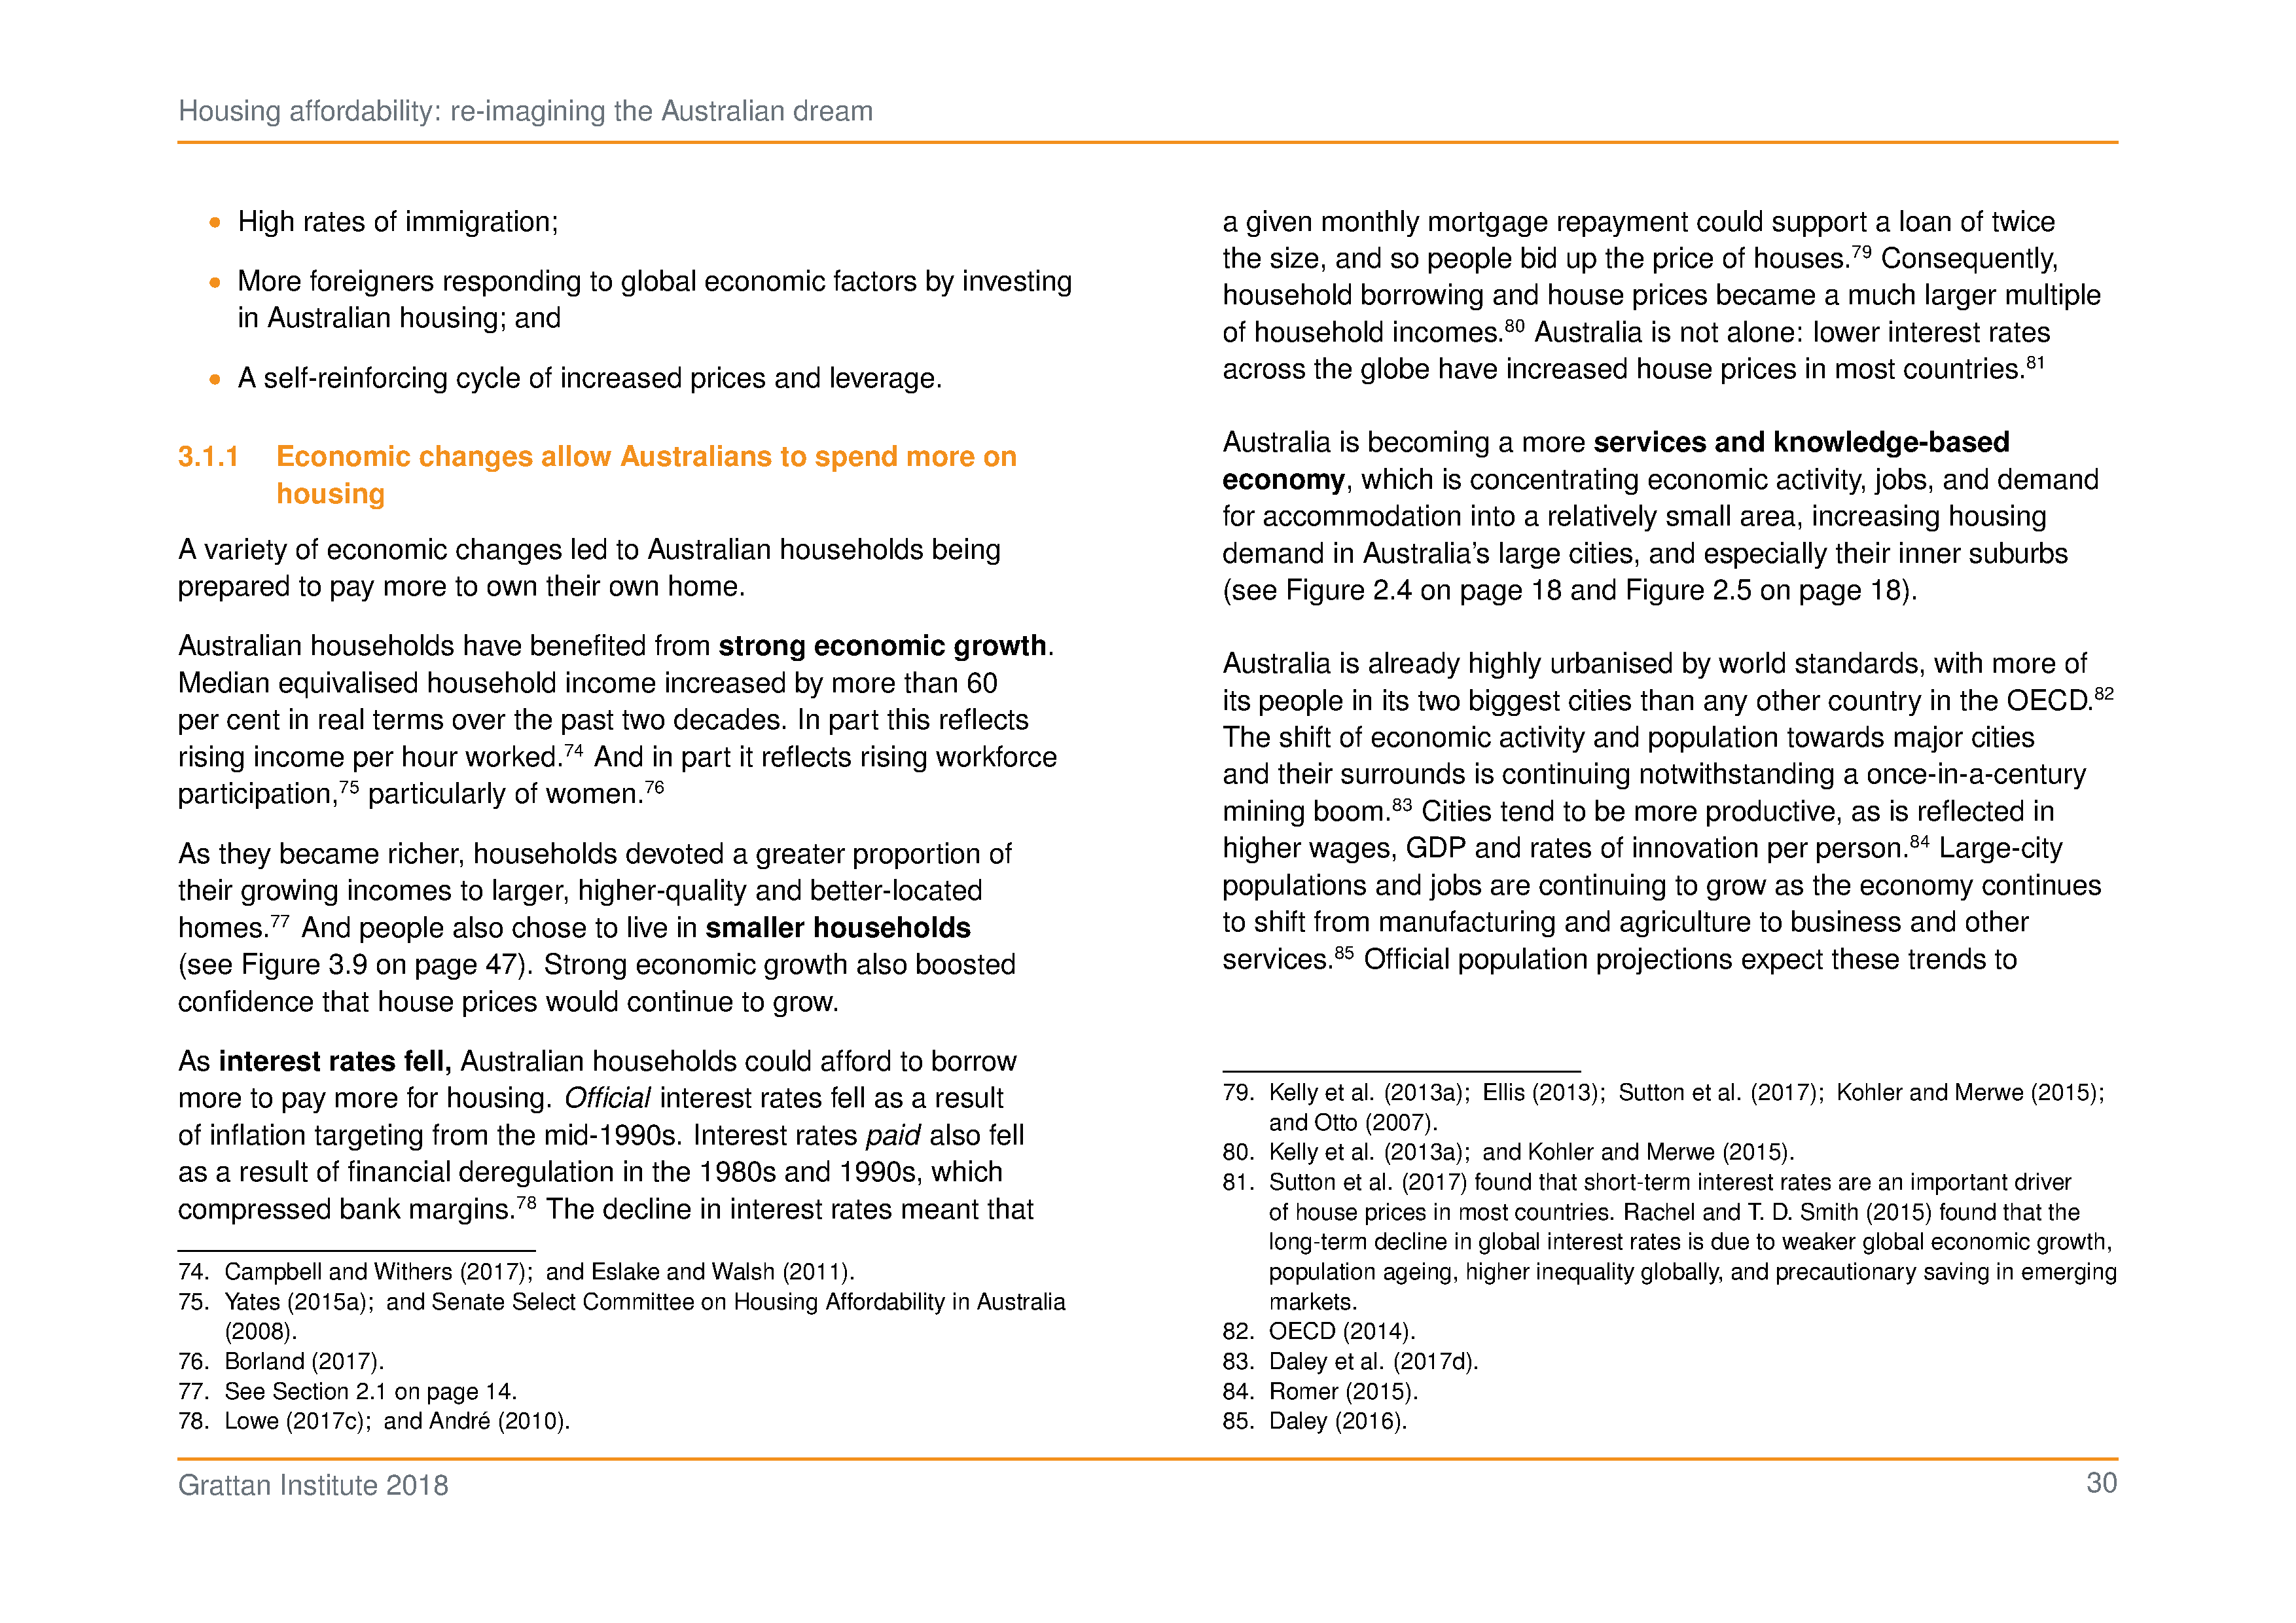 Housing affordability: re-imagining the Australian dream
• High rates of immigration;
• More foreigners responding to global economic factors by investing
in Australian housing; and
• A self-reinforcing cycle of increased prices and leverage.
3.1.1 Economic changes allow Australians to spend more on
housing
A variety of economic changes led to Australian households being
prepared to pay more to own their own home.
Australian households have benefited from strong economic growth.
Median equivalised household income increased by more than 60
per cent in real terms over the past two decades. In part this reflects
rising income per hour worked.74 And in part it reflects rising workforce
participation,75 particularly of women.76
As they became richer, households devoted a greater proportion of
their growing incomes to larger, higher-quality and better-located
homes.77 And people also chose to live in smaller households
(see Figure 3.9 on page 47). Strong economic growth also boosted
confidence that house prices would continue to grow.
As interest rates fell, Australian households could afford to borrow
more to pay more for housing. Official interest rates fell as a result
of inflation targeting from the mid-1990s. Interest rates paid also fell
as a result of financial deregulation in the 1980s and 1990s, which
compressed bank margins.78 The decline in interest rates meant that
74. Campbell and Withers (2017); and Eslake and Walsh (2011).
75. Yates (2015a); and Senate Select Committee on Housing Affordability in Australia
(2008).
76. Borland (2017).
77. See Section 2.1 on page 14.
78. Lowe (2017c); and André (2010).
a given monthly mortgage repayment could support a loan of twice
the size, and so people bid up the price of houses.79 Consequently,
household borrowing and house prices became a much larger multiple
of household incomes.80 Australia is not alone: lower interest rates
across the globe have increased house prices in most countries.81
Australia is becoming a more services and knowledge-based
economy, which is concentrating economic activity, jobs, and demand
for accommodation into a relatively small area, increasing housing
demand in Australia's large cities, and especially their inner suburbs
(see Figure 2.4 on page 18 and Figure 2.5 on page 18).
Australia is already highly urbanised by world standards, with more of
its people in its two biggest cities than any other country in the OECD.82
The shift of economic activity and population towards major cities
and their surrounds is continuing notwithstanding a once-in-a-century
mining boom.83 Cities tend to be more productive, as is reflected in
higher wages, GDP and rates of innovation per person.84 Large-city
populations and jobs are continuing to grow as the economy continues
to shift from manufacturing and agriculture to business and other
services.85 Official population projections expect these trends to
79. Kelly et al. (2013a); Ellis (2013); Sutton et al. (2017); Kohler and Merwe (2015);
and Otto (2007).
80. Kelly et al. (2013a); and Kohler and Merwe (2015).
81. Sutton et al. (2017) found that short-term interest rates are an important driver
of house prices in most countries. Rachel and T. D. Smith (2015) found that the
long-term decline in global interest rates is due to weaker global economic growth,
population ageing, higher inequality globally, and precautionary saving in emerging
markets.
82. OECD (2014).
83. Daley et al. (2017d).
84. Romer (2015).
85. Daley (2016).
Grattan Institute 2018
30